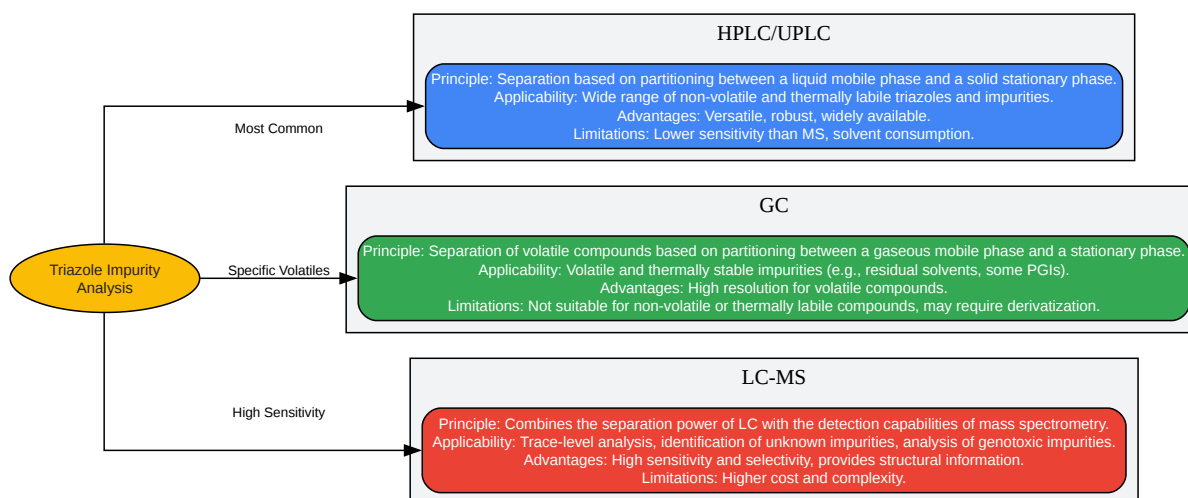 HPLC/UPLC
Principle: Separation based on partitioning between a liquid mobile phase and a solid stationary phase.
Applicability: Wide range of non-volatile and thermally labile triazoles and impurities.
Advantages: Versatile, robust, widely available.
Limitations: Lower sensitivity than MS, solvent consumption.
Most Common
GC
Principle: Separation of volatile compounds based on partitioning between a gaseous mobile phase and a stationary phase.
Applicability: Volatile and thermally stable impurities (e.g., residual solvents, some PGIs).
Advantages: High resolution for volatile compounds.
Limitations: Not suitable for non-volatile or thermally labile compounds, may require derivatization.
Triazole Impurity
Analysis
Specific Volatiles
LC-MS
Principle: Combines the separation power of LC with the detection capabilities of mass spectrometry.
Applicability: Trace-level analysis, identification of unknown impurities, analysis of genotoxic impurities.
Advantages: High sensitivity and selectivity, provides structural information.
Limitations: Higher cost and complexity.
High Sensitivity